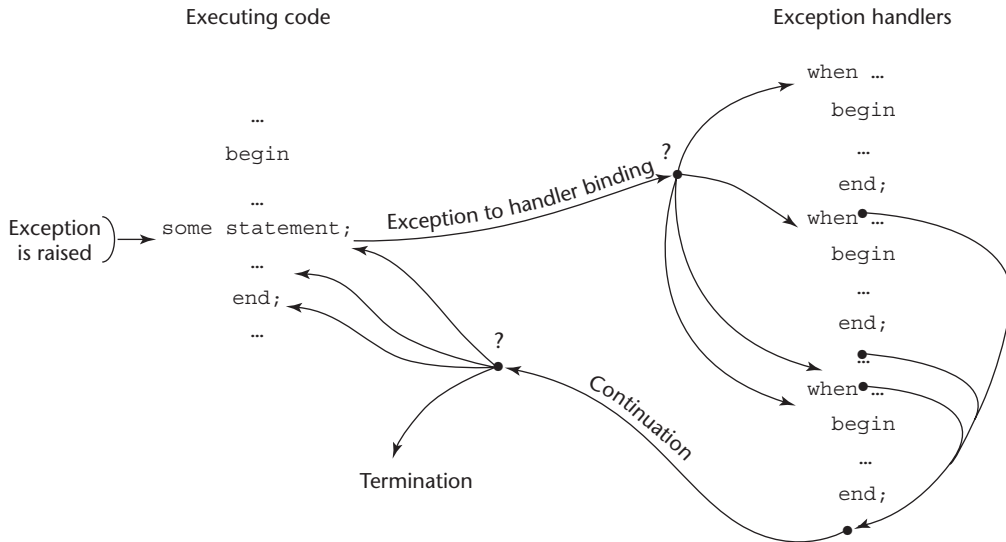 Executing code
Exception handlers
...
begin
...
Exception
is raised
some statement;
...
end;
...
Exception to handler binding
?
when ...
begin
...
end;
when ...
begin
...
end;
...
when ...
begin
...
end;
?
Continuation
Termination